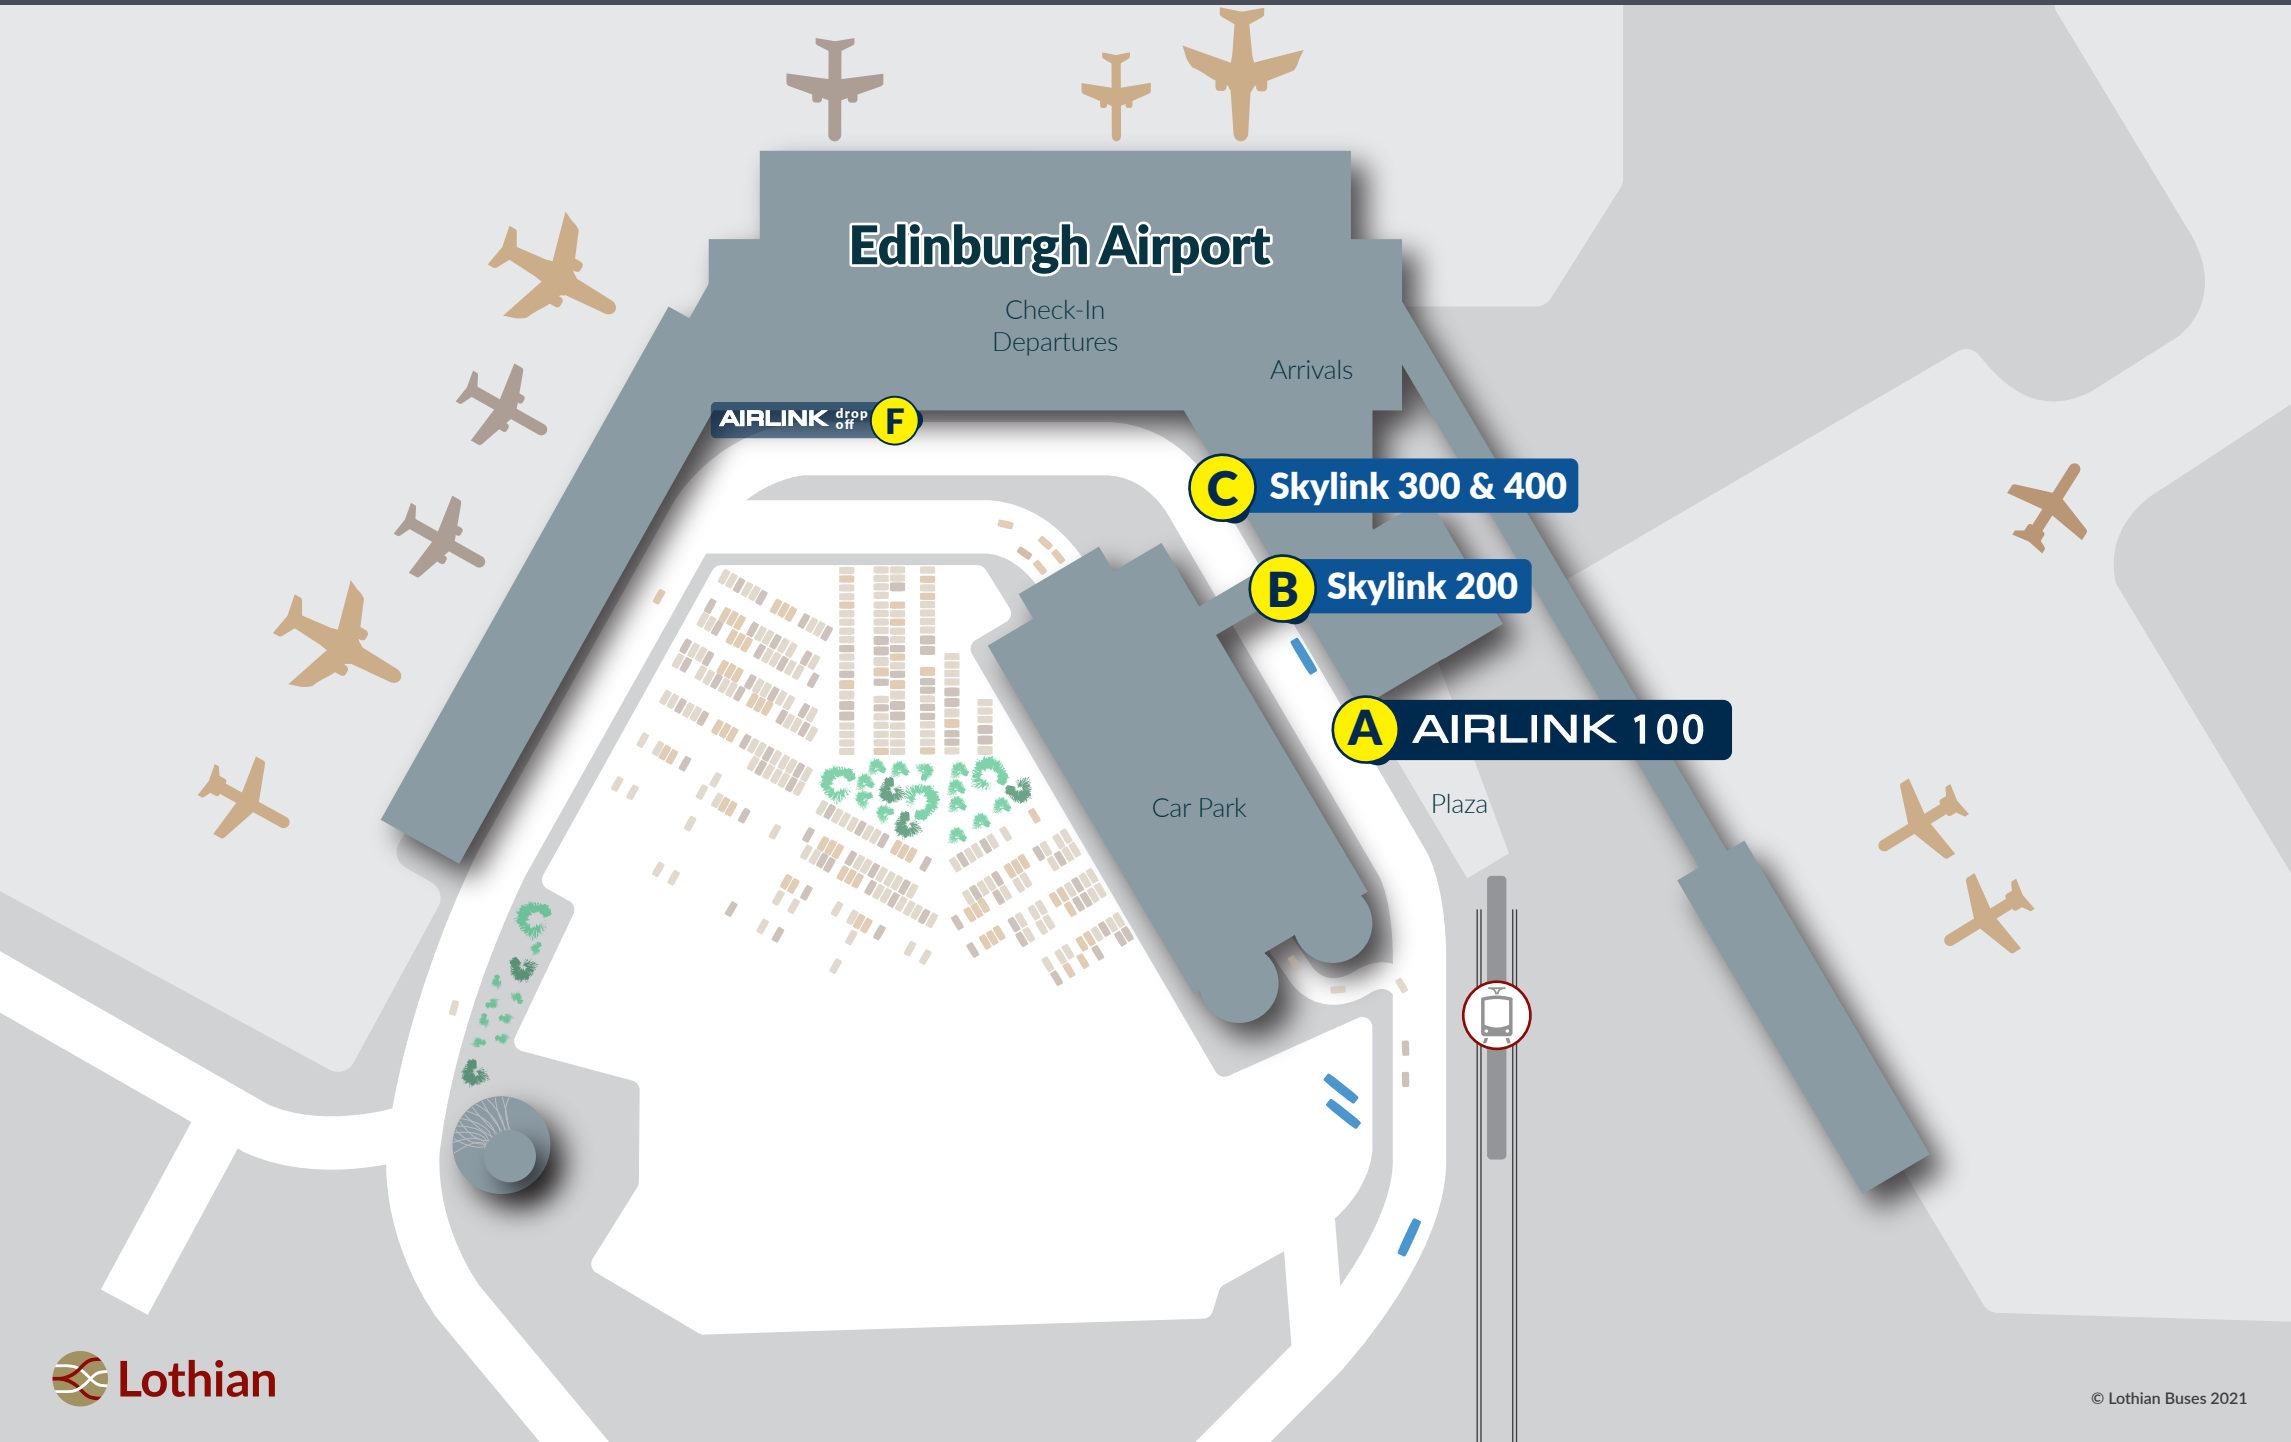 Edinburgh Airport
Check-In
Departures
Arrivals
AIRLINK drop off F
C Skylink 300 & 400
B Skylink 200
A AIRLINK 100
Plaza
Car Park
Lothian
© Lothian Buses 2021